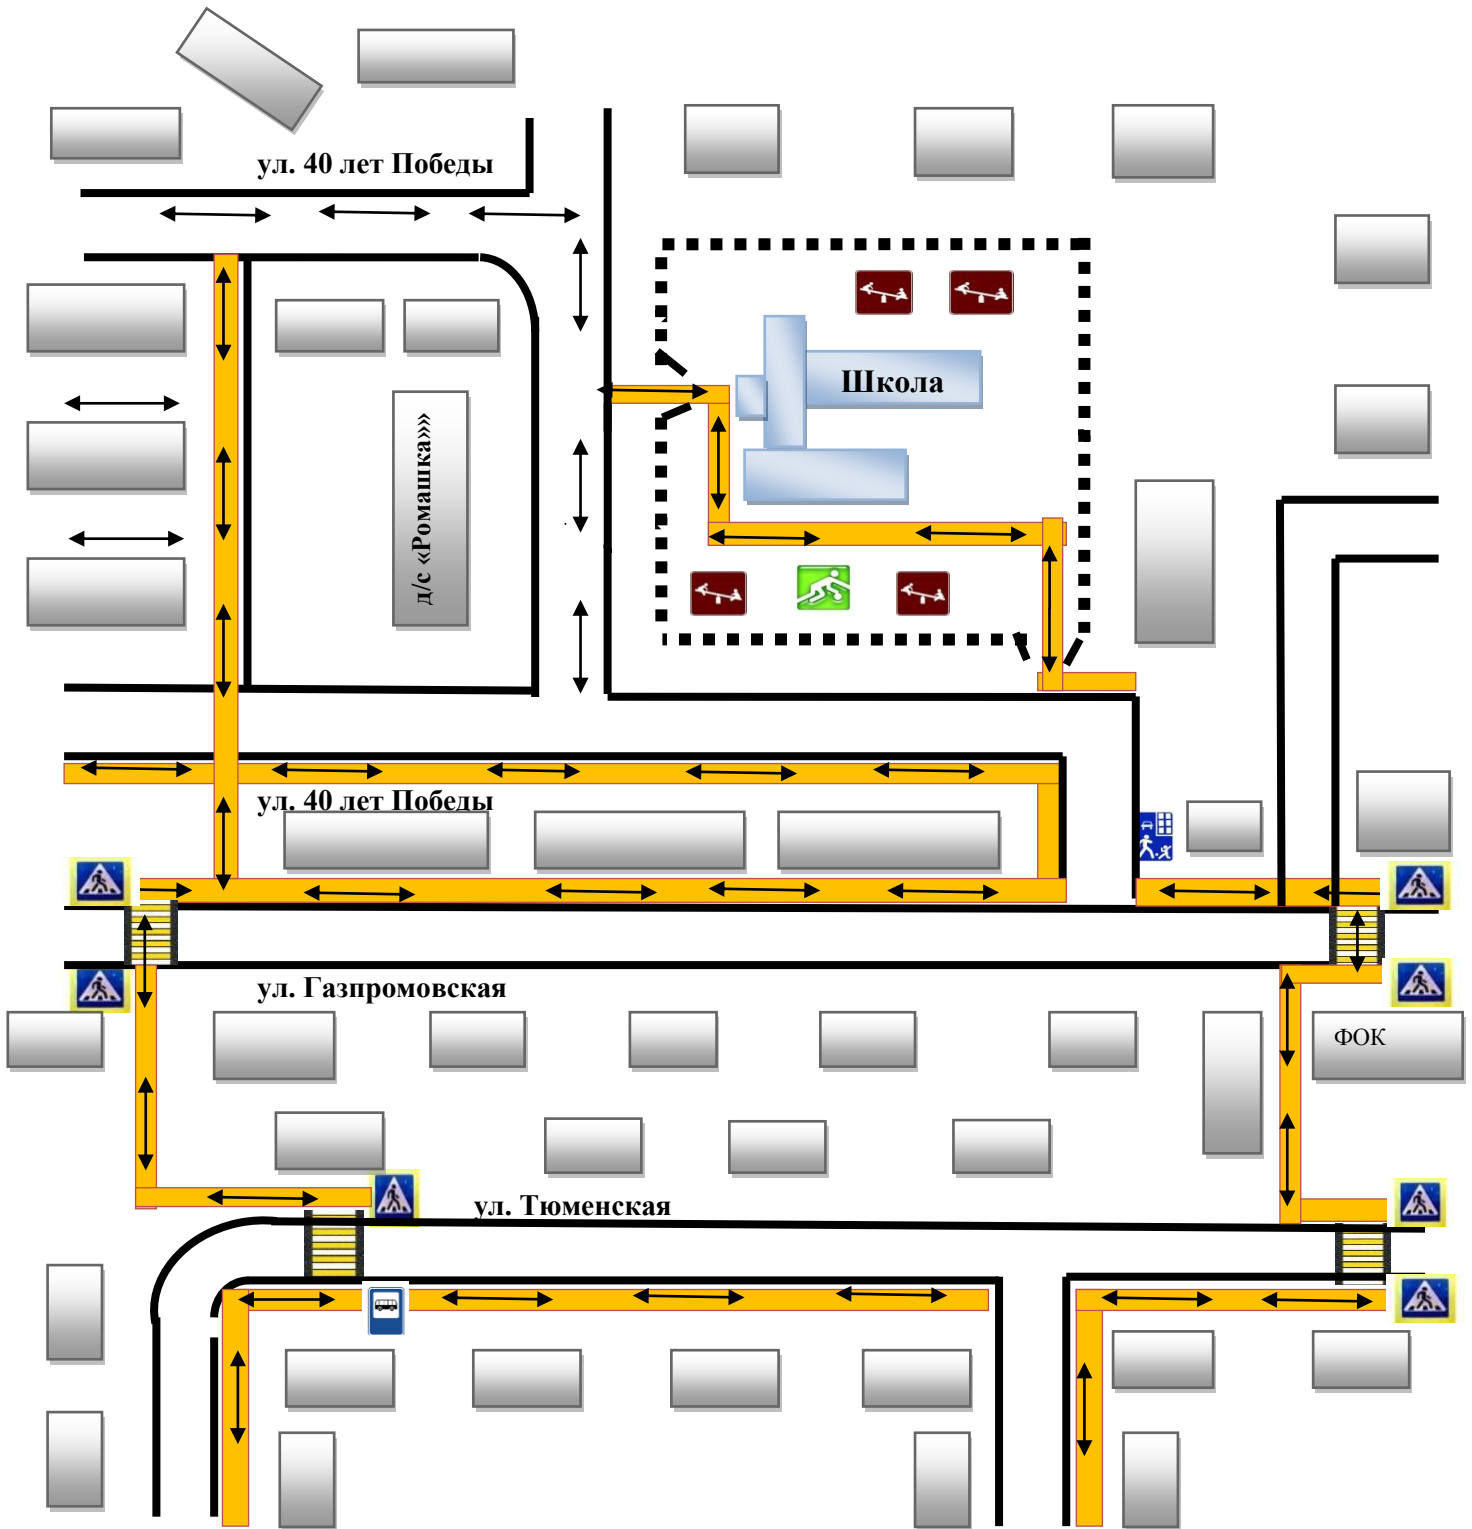 ул. 40 лет Победы
Школа
д/с «Ромашка»»
ул. 40 лет Победы
ул. Газпромовская
ФОК
ул. Тюменская